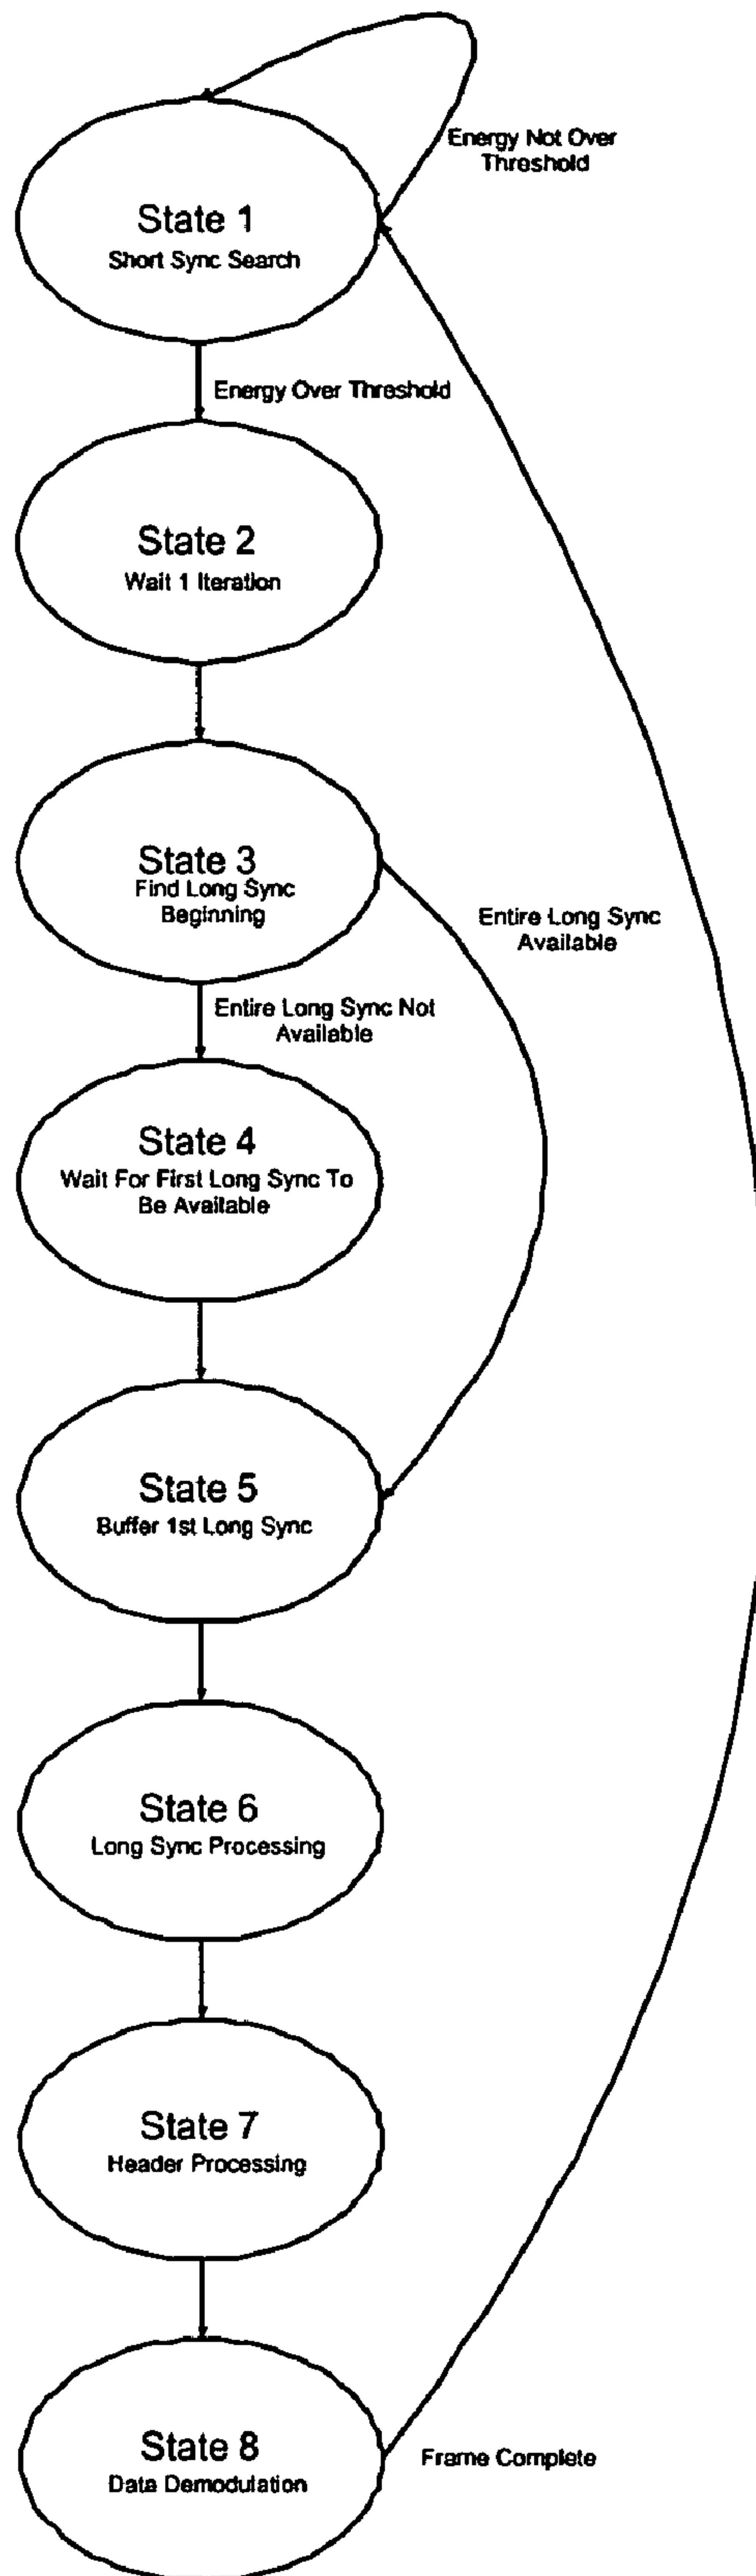 Energy Not Over
Threshold
State 1
Short Sync Search
Energy Over Threshold
State 2
Wait 1 Iteration
State 3
Find Long Sync
Beginning
Entire Long Sync
Available
Entire Long Sync Not
Available
State 4
Wait For First Long Sync To
Be Available
State 5
Buffer 1st Long Sync
State 6
Long Sync Processing
State 7
Header Processing
State 8
Data Demodulation
Frame Complete